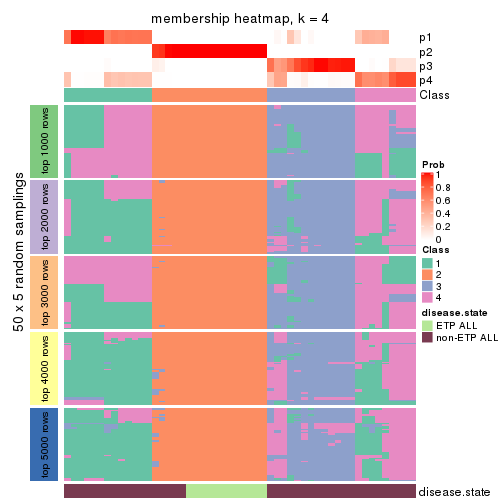 membership heatmap, k = 4
p1
p2
p3
p4
Class
50 x 5 random samplings
top 1000 rows
top 2000 rows
top 3000 rows
top 4000 rows
top 5000 rows
Prob
1
0.8
0.6
0.4
0.2
0
Class
1
2
3
4
disease.state
ETP ALL
non-ETP ALL
disease.state